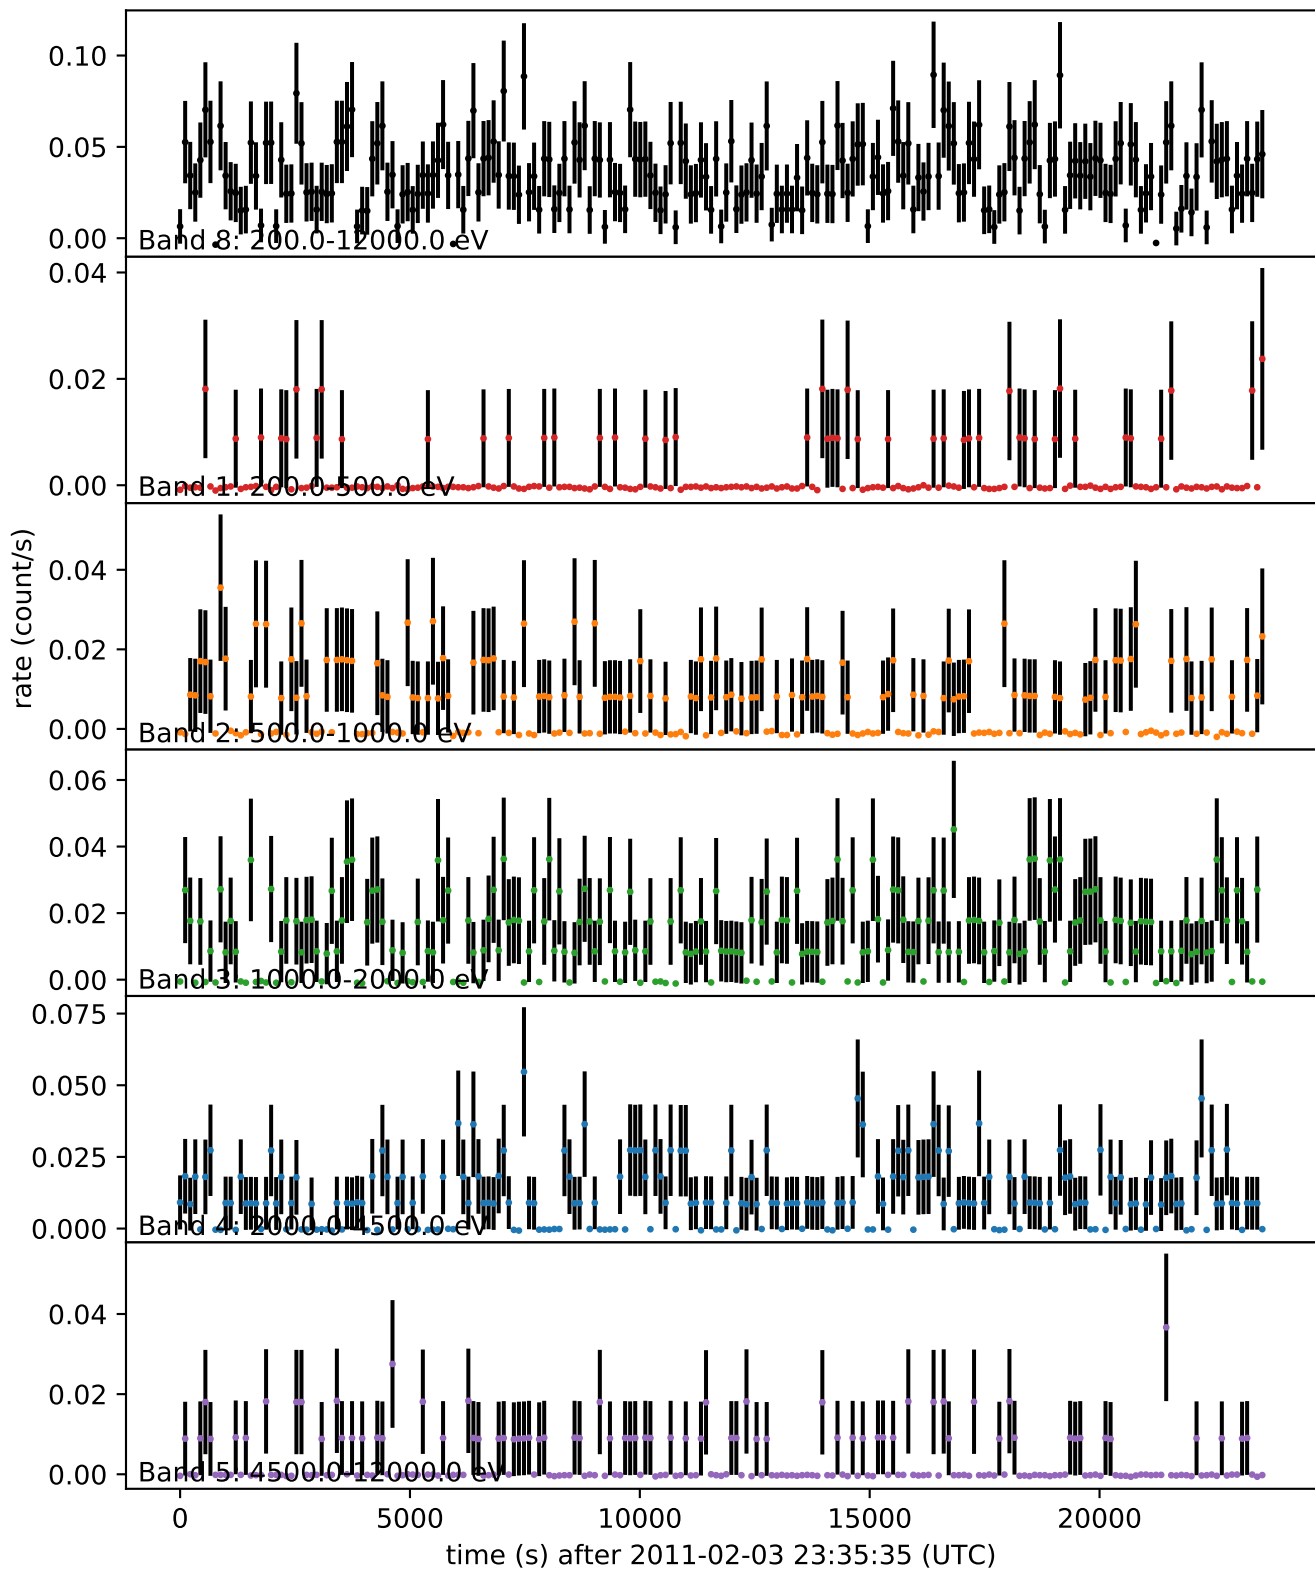 0.10
0.05
0.00
Band 8: 200.0-12000.0 eV
0.04
0.02
0.00
Band 1: 200.0-500.0 eV
rate (count/s)
0.04
0.02
0.00
Band 2: 500.0-1000.0 eV
0.06
0.04
0.02
0.00
Band 3: 1000.0-2000.0 eV
0.075
0.050
0.025
0.000
Band 4: 2000.0-4500.0 eV
0.04
0.02
0.00
Band 5: 4500.0-12000.0 eV
0 5000 10000 15000 20000
time (s) after 2011-02-03 23:35:35 (UTC)